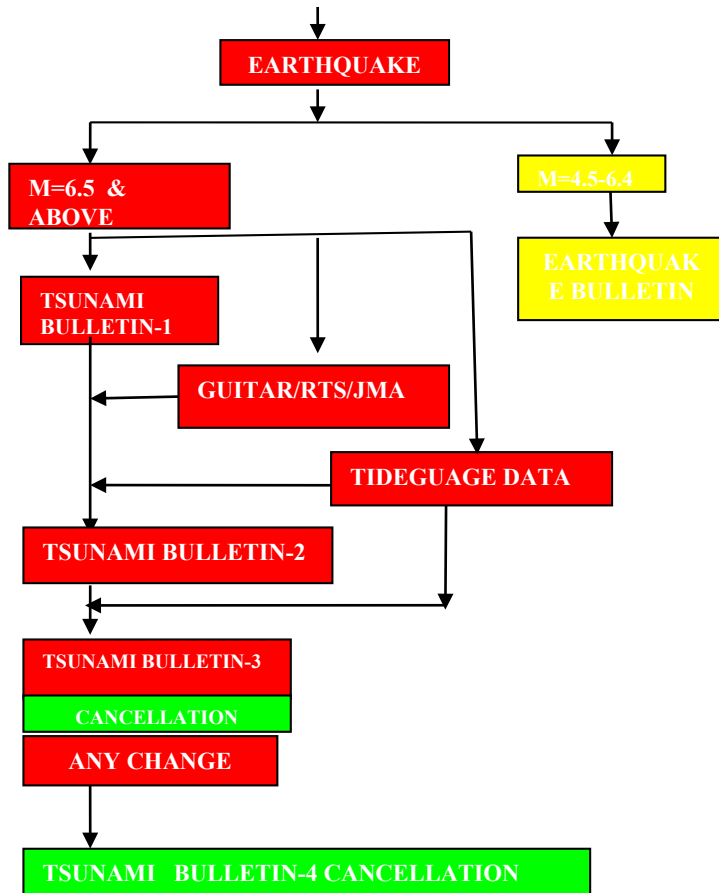 EARTHQUAKE
M=6.5 &
ABOVE
M=4.5-6.4
EARTHQUAK
E BULLETIN
TSUNAMI
BULLETIN-1
GUITAR/RTS/JMA
TIDEGUAGE DATA
TSUNAMI BULLETIN-2
TSUNAMI BULLETIN-3
CANCELLATION
ANY CHANGE
TSUNAMI BULLETIN-4 CANCELLATION